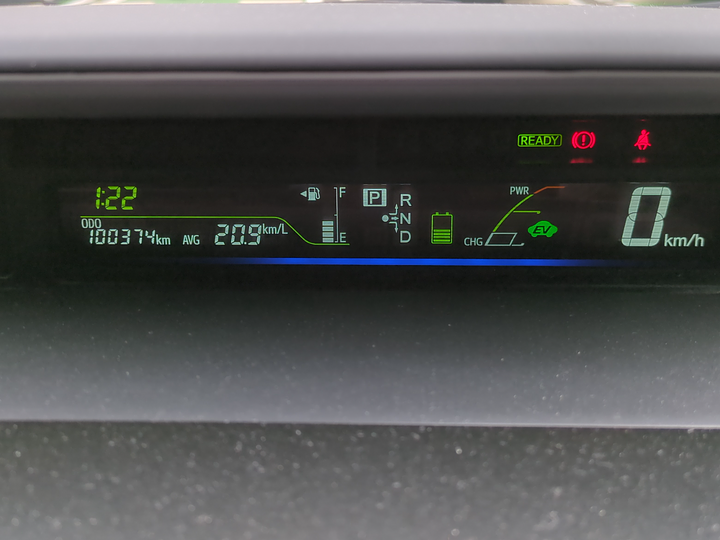 READY
1:22
F
P
R
PWR
0
ODO
N
EV
100374km AVG 20.9km/L
E
D
CHG
km/h